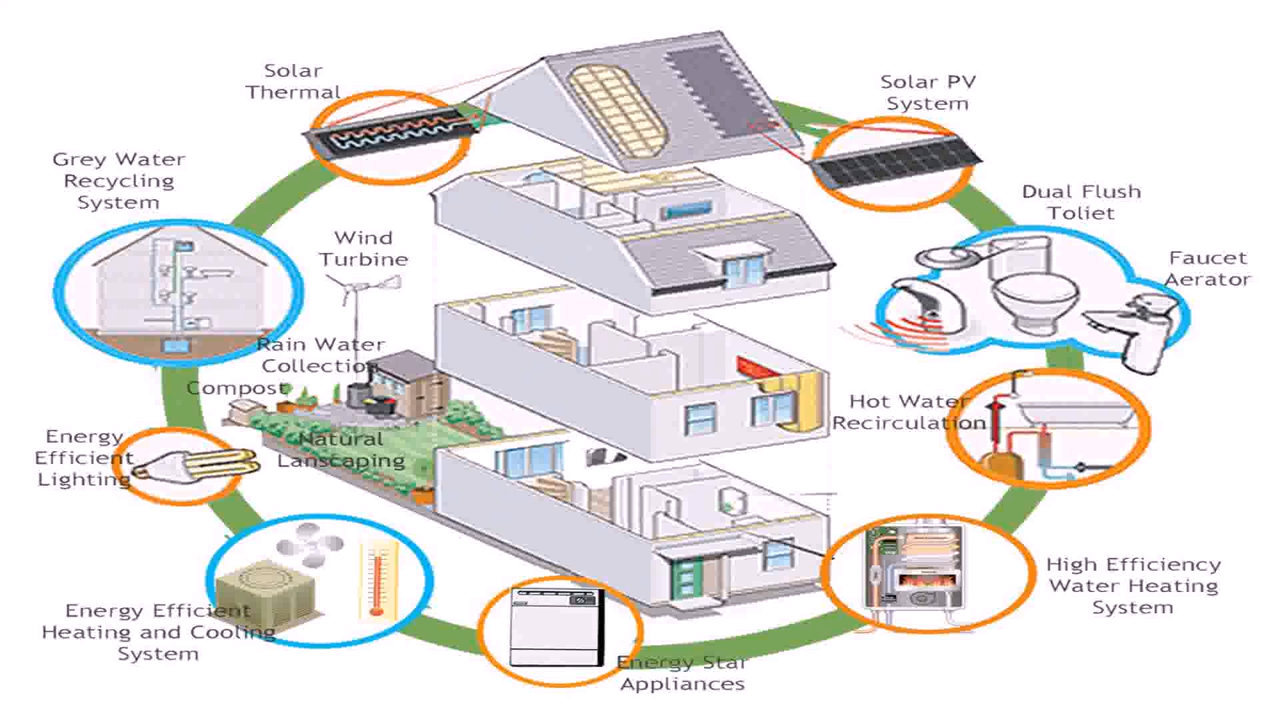 Solar
Thermal
Solar PV
System
Grey Water
Recycling
System
Dual Flush
Toliet
Wind
Turbine
Faucet
Aerator
Rain Water
Collection
Compost
Hot Water
Recirculation
Energy
Efficient
Lighting
Natural
Lanscaping
High Efficiency
Water Heating
System
Energy Efficient
Heating and Cooling
System
Energy Star
Appliances